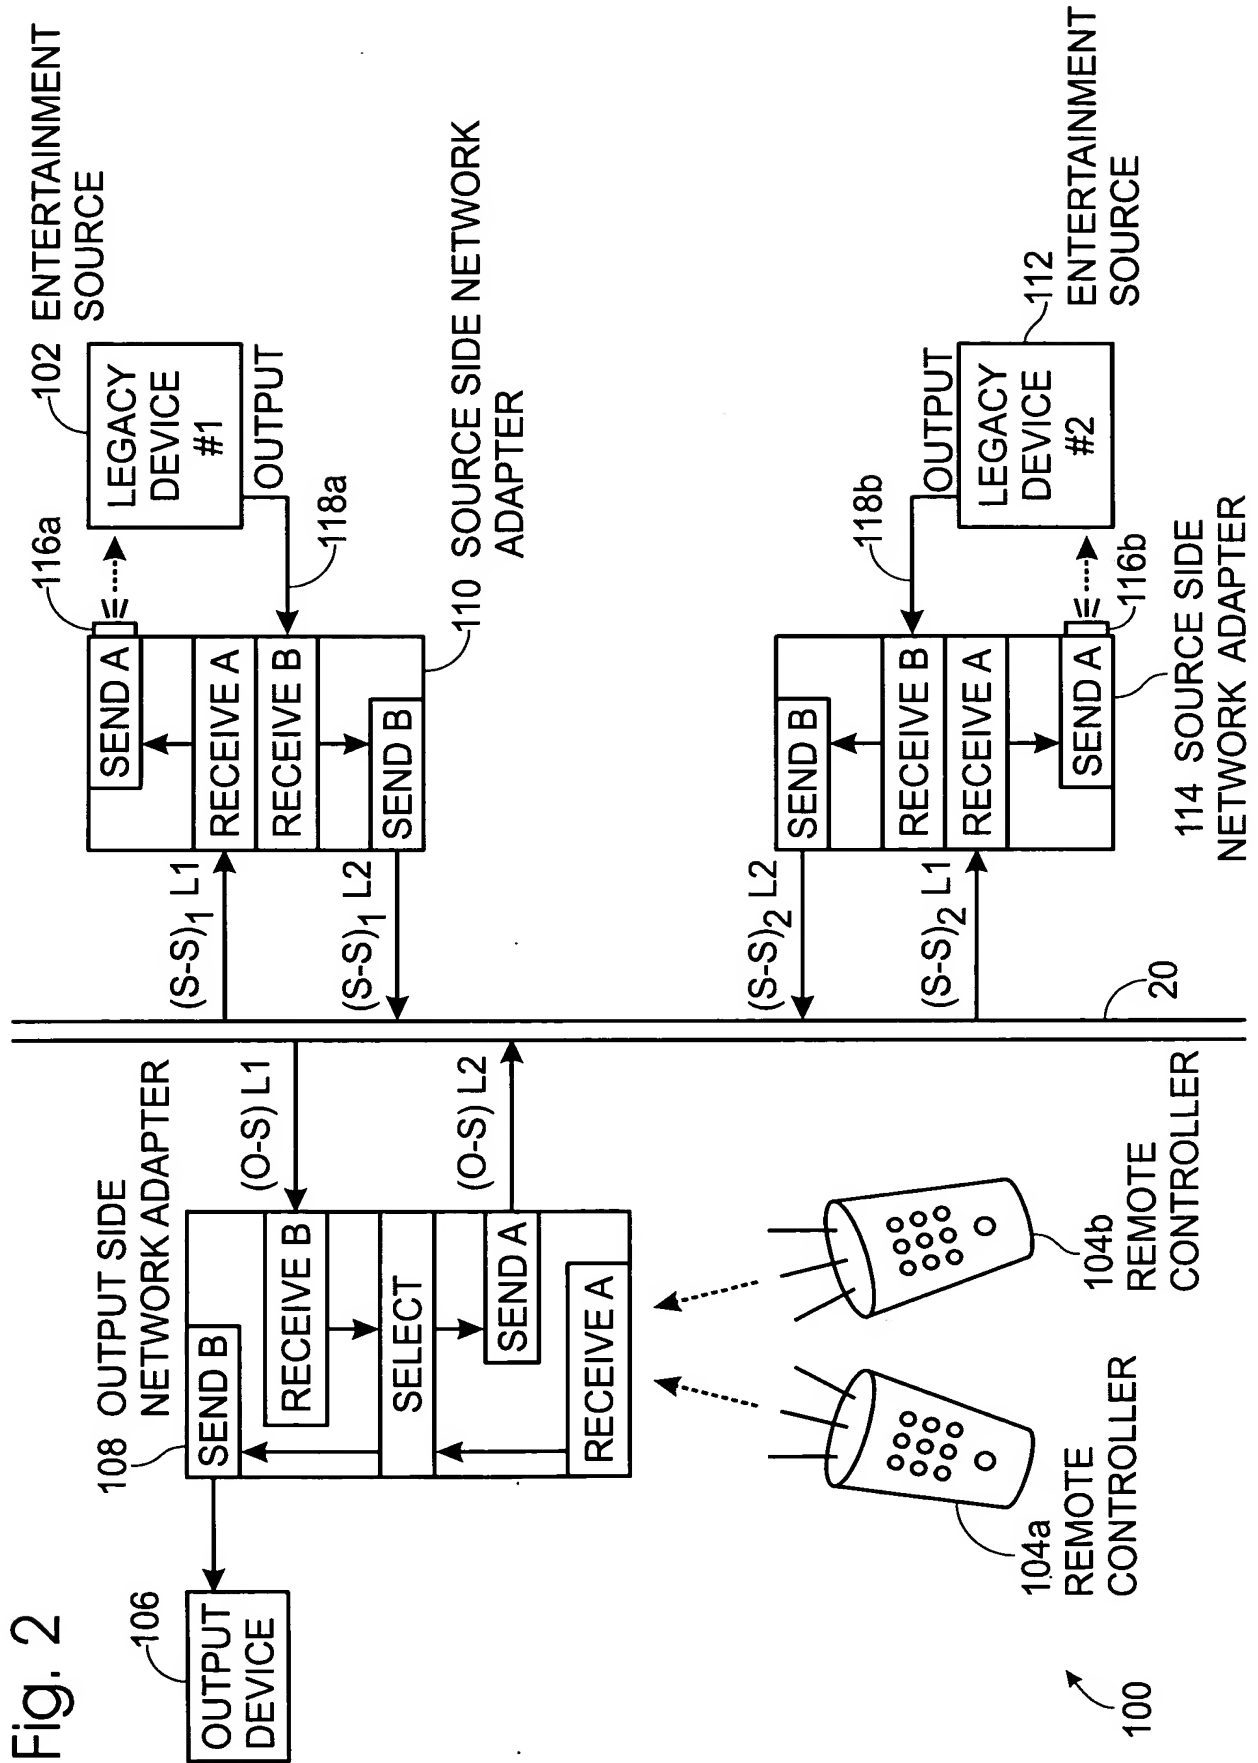 Fig. 2
106
OUTPUT
DEVICE
108 OUTPUT SIDE
NETWORK ADAPTER
SEND B
RECEIVE B
SELECT
SEND A
RECEIVE A
(O-S) L1
(O-S) L2
104a
REMOTE
CONTROLLER
104b
REMOTE
CONTROLLER
100
20
(S-S)1 L1
(S-S)1 L2
SEND A
RECEIVE A
RECEIVE B
SEND B
116a
102 ENTERTAINMENT
SOURCE
LEGACY
DEVICE
#1
OUTPUT
118a
110 SOURCE SIDE NETWORK
ADAPTER
(S-S)2 L2
(S-S)2 L1
SEND B
RECEIVE B
RECEIVE A
SEND A
118b
OUTPUT
LEGACY
DEVICE
#2
112
ENTERTAINMENT
SOURCE
116b
114 SOURCE SIDE
NETWORK ADAPTER